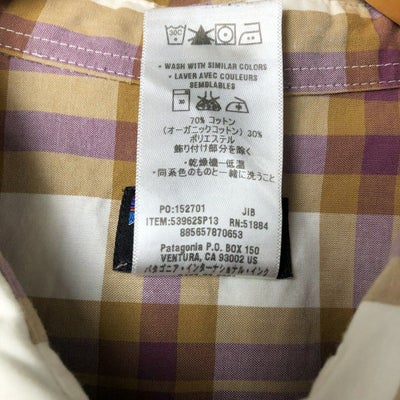 30C
• WASH WITH SIMILAR COLORS
• LAVER AVEC COULEURS
SEMBLABLES
30
70% コットン
(オーガニックコットン) 30%
ポリエステル
飾り付け部分を除く
・乾燥機-低温
・同系色のものと一緒に洗うこと
PO:152701 JIB
ITEM:53962SP13 RN:51884
885657870653
Patagonia P.O. BOX 150
VENTURA, CA 93002 US
パタゴニア・インターナショナル・インク